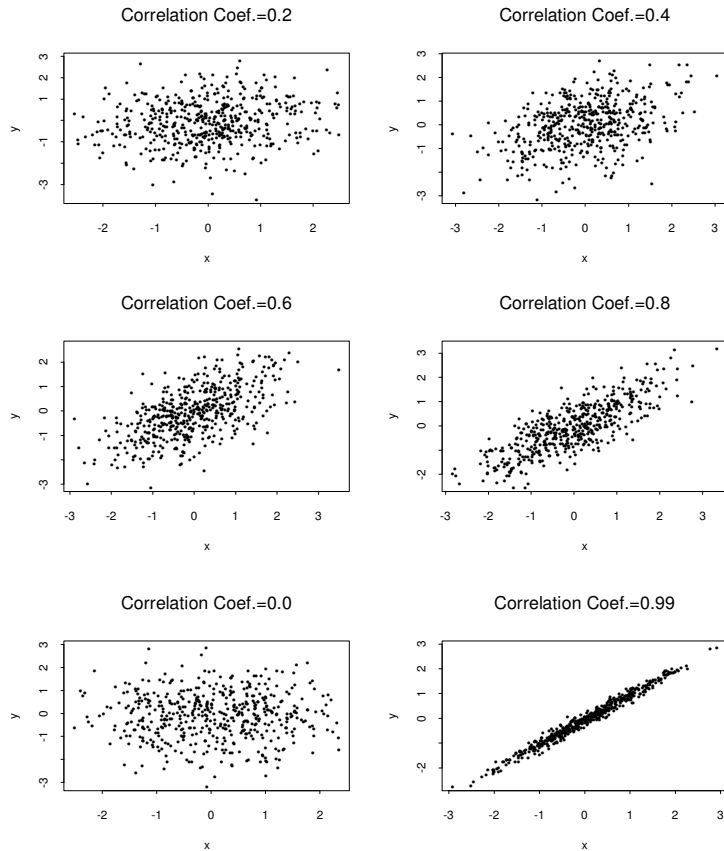 Correlation Coef.=0.2
y
3
1
-1
-3
-2 -1 0 1 2
x
Correlation Coef.=0.4
y
3
2
1
0
-1
-3
-3 -2 -1 0 1 2 3
x
Correlation Coef.=0.6
y
2
1
0
-1
-3
-3 -2 -1 0 1 2 3
x
Correlation Coef.=0.8
y
3
2
1
0
-2
-3 -2 -1 0 1 2 3
x
Correlation Coef.=0.0
y
3
2
1
0
-1
-3
-2 -1 0 1 2
x
Correlation Coef.=0.99
y
3
2
1
0
-2
-3 -2 -1 0 1 2 3
x